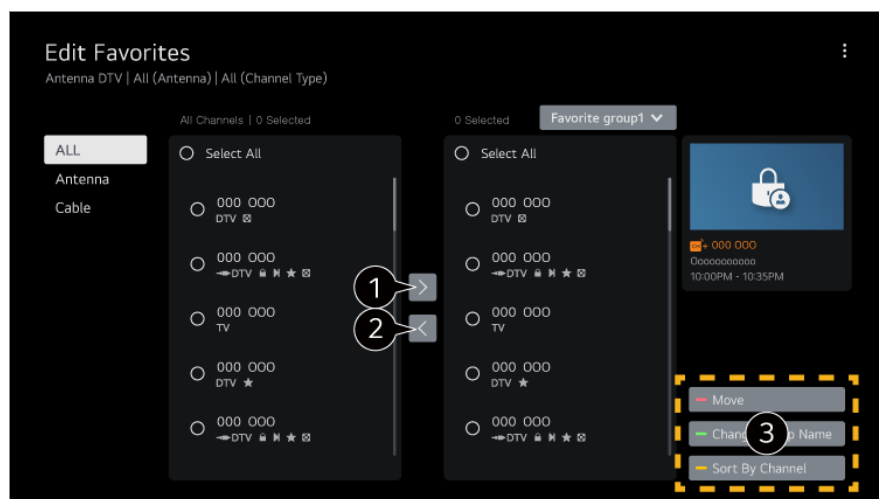 Edit Favorites
Antenna DTV | All (Antenna) | All (Channel Type)
All Channels | 0 Selected
0 Selected
Favorite group1
ALL
Antenna
Cable
Select All
000 000
DTV
000 000
DTV
000 000
TV
000 000
DTV
000 000
DTV
1
2
Select All
000 000
DTV
000 000
DTV
000 000
TV
000 000
DTV
000 000
DTV
CH+ 000 000
Oooooooooo
10:00PM - 10:35PM
Move
3
Name
Sort By Channel